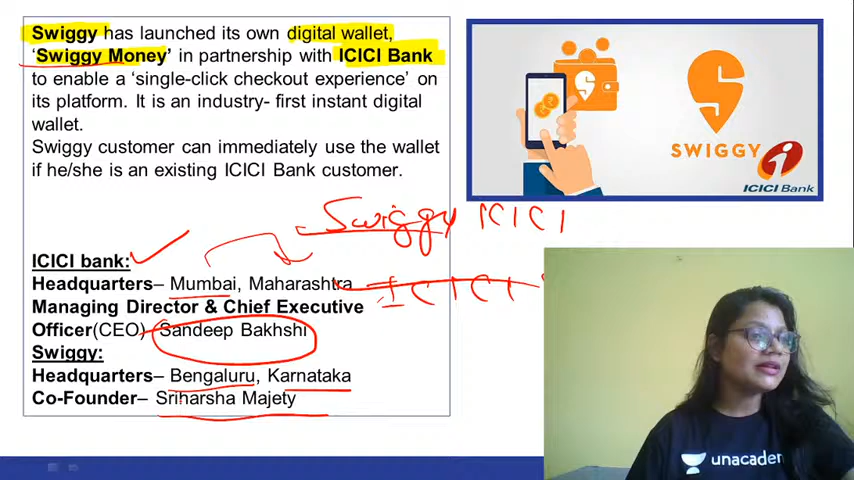 Swiggy has launched its own digital wallet,
‘Swiggy Money’ in partnership with ICICI Bank
to enable a ‘single-click checkout experience’ on
its platform. It is an industry- first instant digital
wallet.
Swiggy customer can immediately use the wallet
if he/she is an existing ICICI Bank customer.
SWIGGY
ICICI Bank
Swiggy ICICI
ICICI bank:
Headquarters– Mumbai, Maharashtra
ICICI
Managing Director & Chief Executive
Officer(CEO)– Sandeep Bakhshi
Swiggy:
Headquarters– Bengaluru, Karnataka
Co-Founder– Sriharsha Majety
unacadem